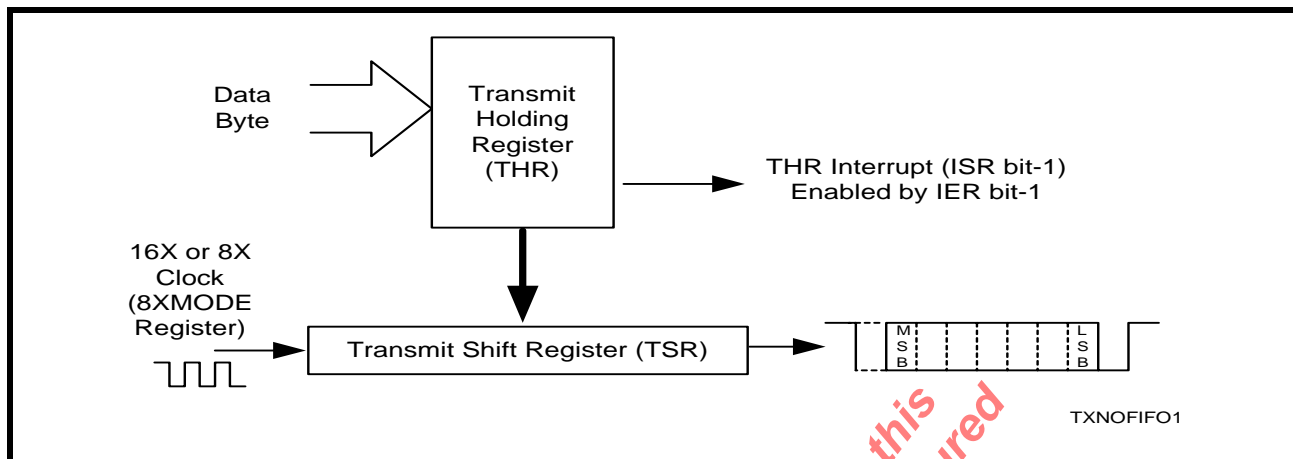 Data
Byte
Transmit
Holding
Register
(THR)
THR Interrupt (ISR bit-1)
Enabled by IER bit-1
16X or 8X
Clock
(8XMODE
Register)
Transmit Shift Register (TSR)
M
S
B
L
S
B
this
TXNOFIFO1